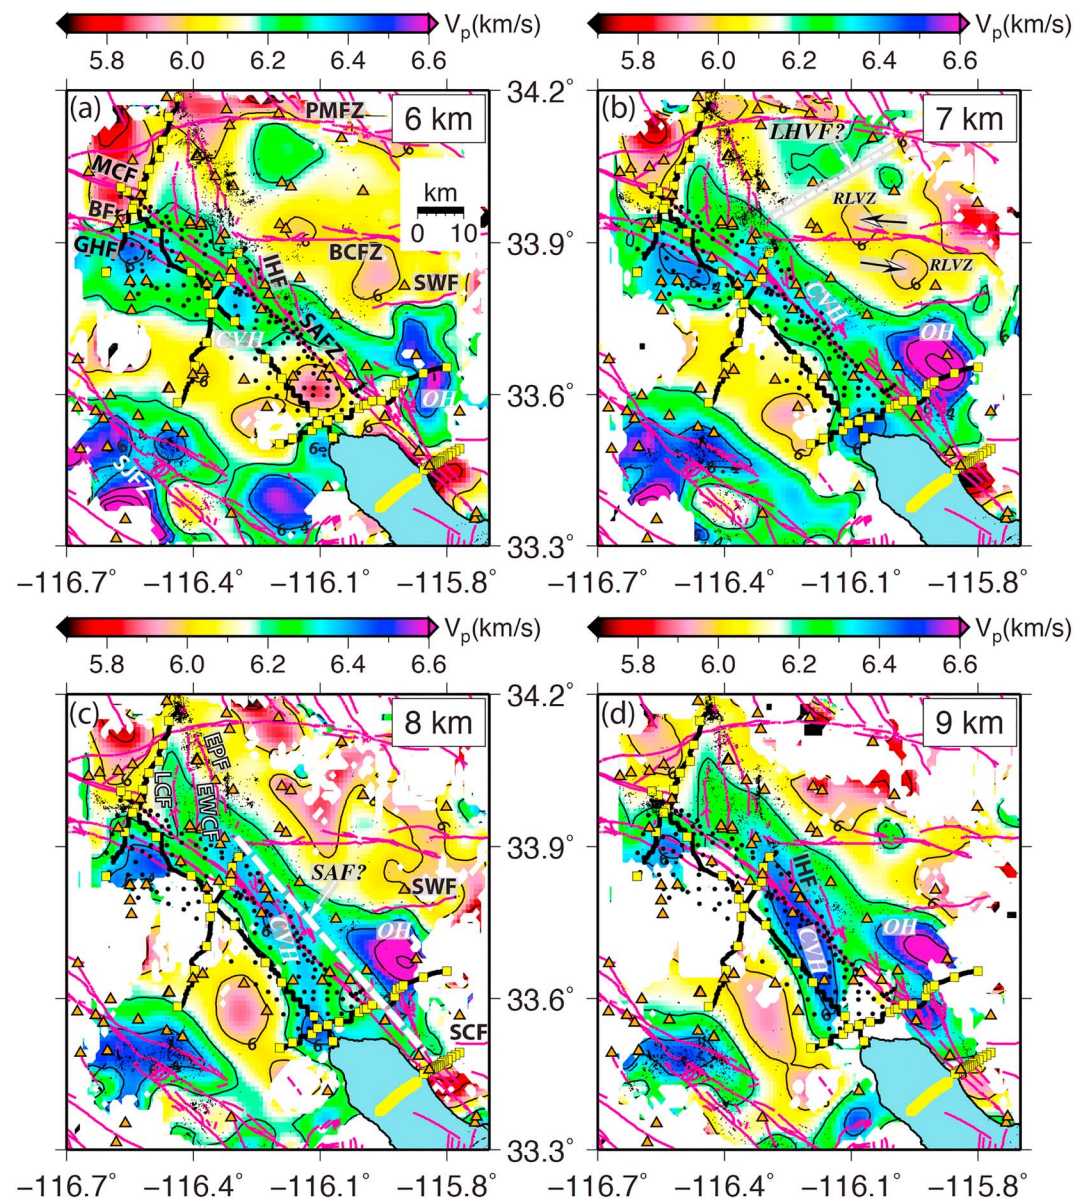 Vp(km/s) Vp(km/s)
5.8 6.0 6.2 6.4 6.6 5.8 6.0 6.2 6.4 6.6
(a) PMFZ 6 km 34.2° (b) LHVF? 7 km
MCF km RLVZ
BF 0 10
GHF IHF BCFZ SWF 33.9° RLVZ
CVH SAFZ CVH OH
OH 33.6°
SJFZ
33.3°
−116.7° −116.4° −116.1° −115.8° −116.7° −116.4° −116.1° −115.8°
Vp(km/s) Vp(km/s)
5.8 6.0 6.2 6.4 6.6 5.8 6.0 6.2 6.4 6.6
(c) 8 km 34.2° (d) 9 km
EPF
LCF EWCF
SAF? SWF 33.9° IHF
CVH OH CVH OH
33.6°
SCF
33.3°
−116.7° −116.4° −116.1° −115.8° −116.7° −116.4° −116.1° −115.8°